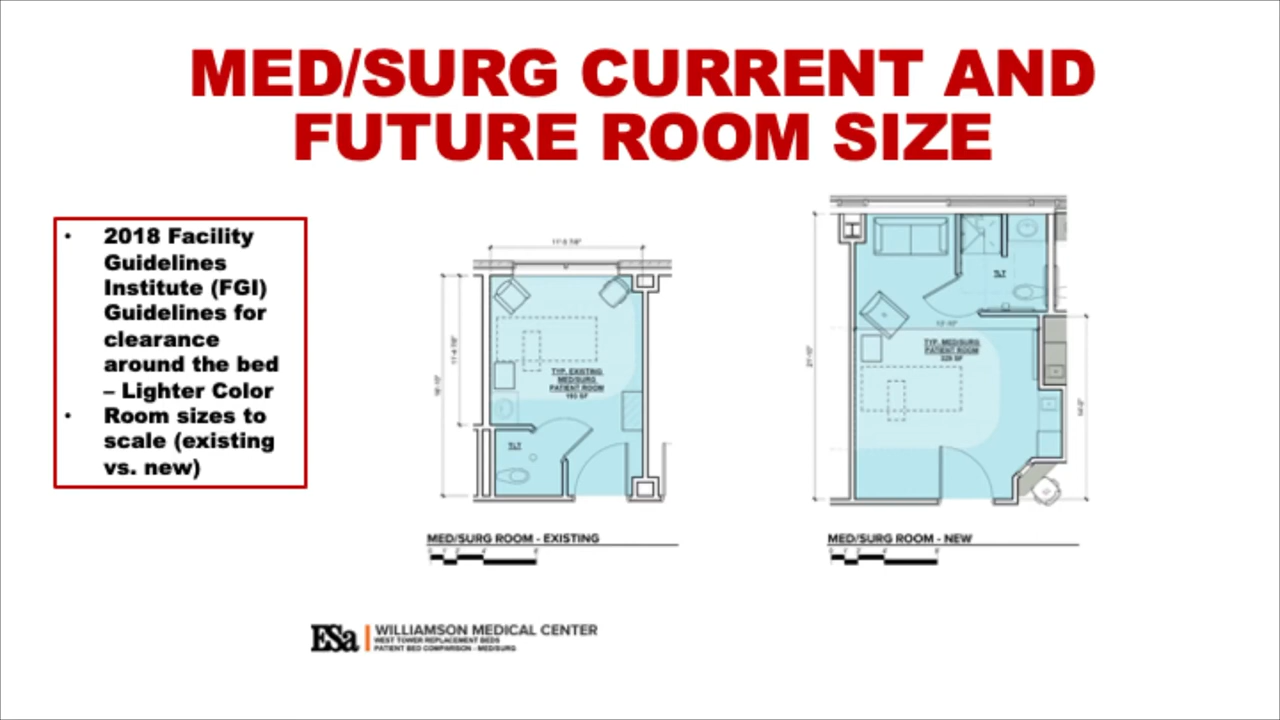 MED/SURG CURRENT AND
FUTURE ROOM SIZE
• 2018 Facility
Guidelines
Institute (FGI)
Guidelines for
clearance
around the bed
– Lighter Color
• Room sizes to
scale (existing
vs. new)
TYP. EXISTING
MED/SURG
PATIENT ROOM
TLT
MED/SURG ROOM - EXISTING
TLT
TYP. MED/SURG
PATIENT ROOM
MED/SURG ROOM - NEW
ESa
WILLIAMSON MEDICAL CENTER
WEST TOWER REPLACEMENT BEDS
PATIENT BED COMPARISON - MED/SURG